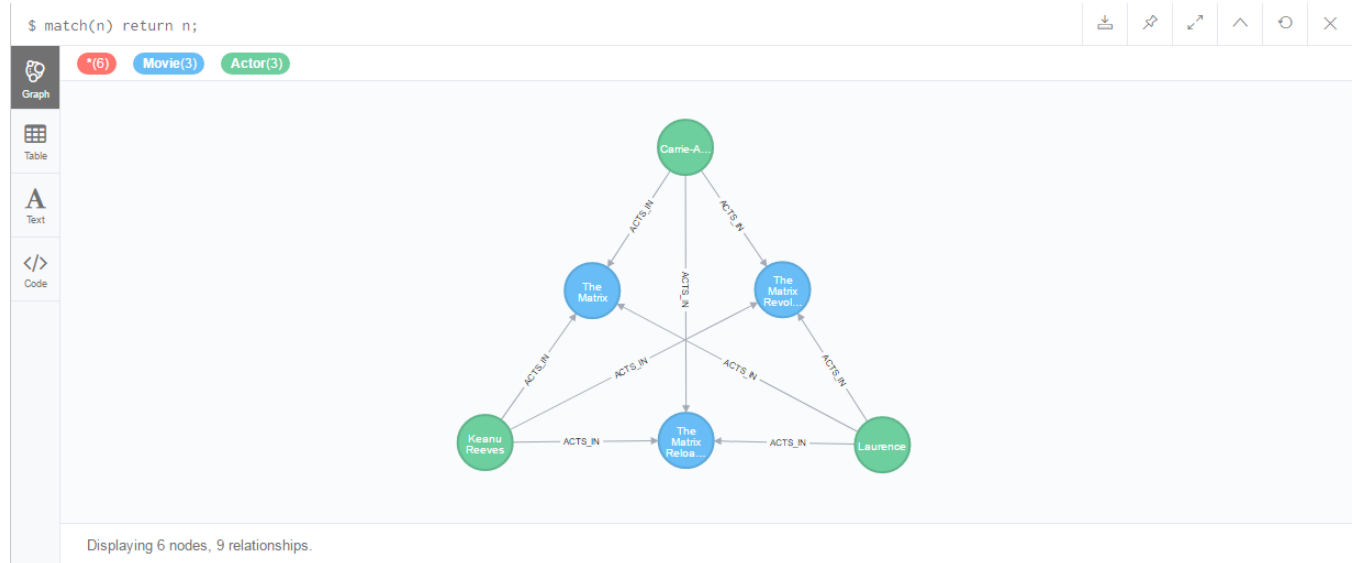 $ match(n) return n;
*(6) Movie(3) Actor(3)
Graph
Table
A
Text
</>
Code
Carrie-A...
ACTS_IN
ACTS_IN
ACTS_IN
The
Matrix
The
Matrix
Revol...
ACTS_IN
ACTS_IN
ACTS_IN
ACTS_IN
Keanu
Reeves
ACTS_IN
The
Matrix
Reloa...
ACTS_IN
Laurence
Displaying 6 nodes, 9 relationships.